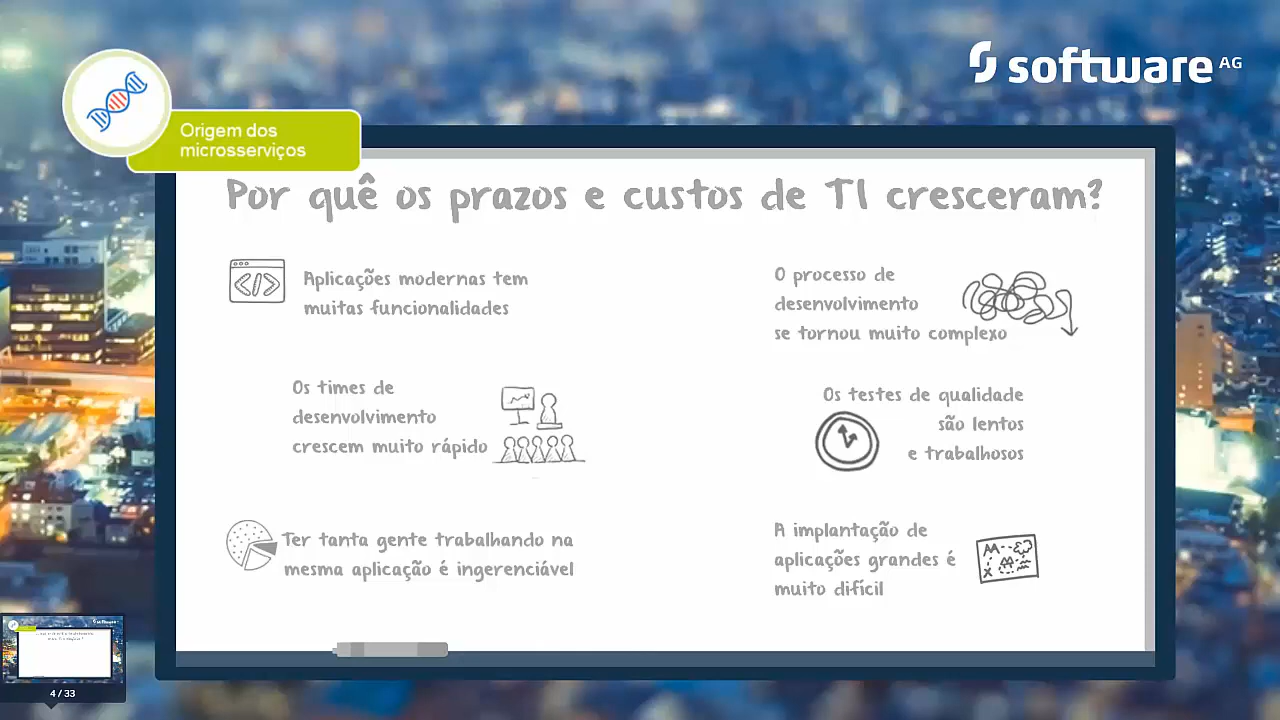 software AG
Origem dos
microsserviços
Por quê os prazos e custos de TI cresceram?
Aplicações modernas tem
muitas funcionalidades
Os times de
desenvolvimento
crescem muito rápido
Ter tanta gente trabalhando na
mesma aplicação é ingerenciável
O processo de
desenvolvimento
se tornou muito complexo
Os testes de qualidade
são lentos
e trabalhosos
A implantação de
aplicações grandes é
muito difícil
4 / 33